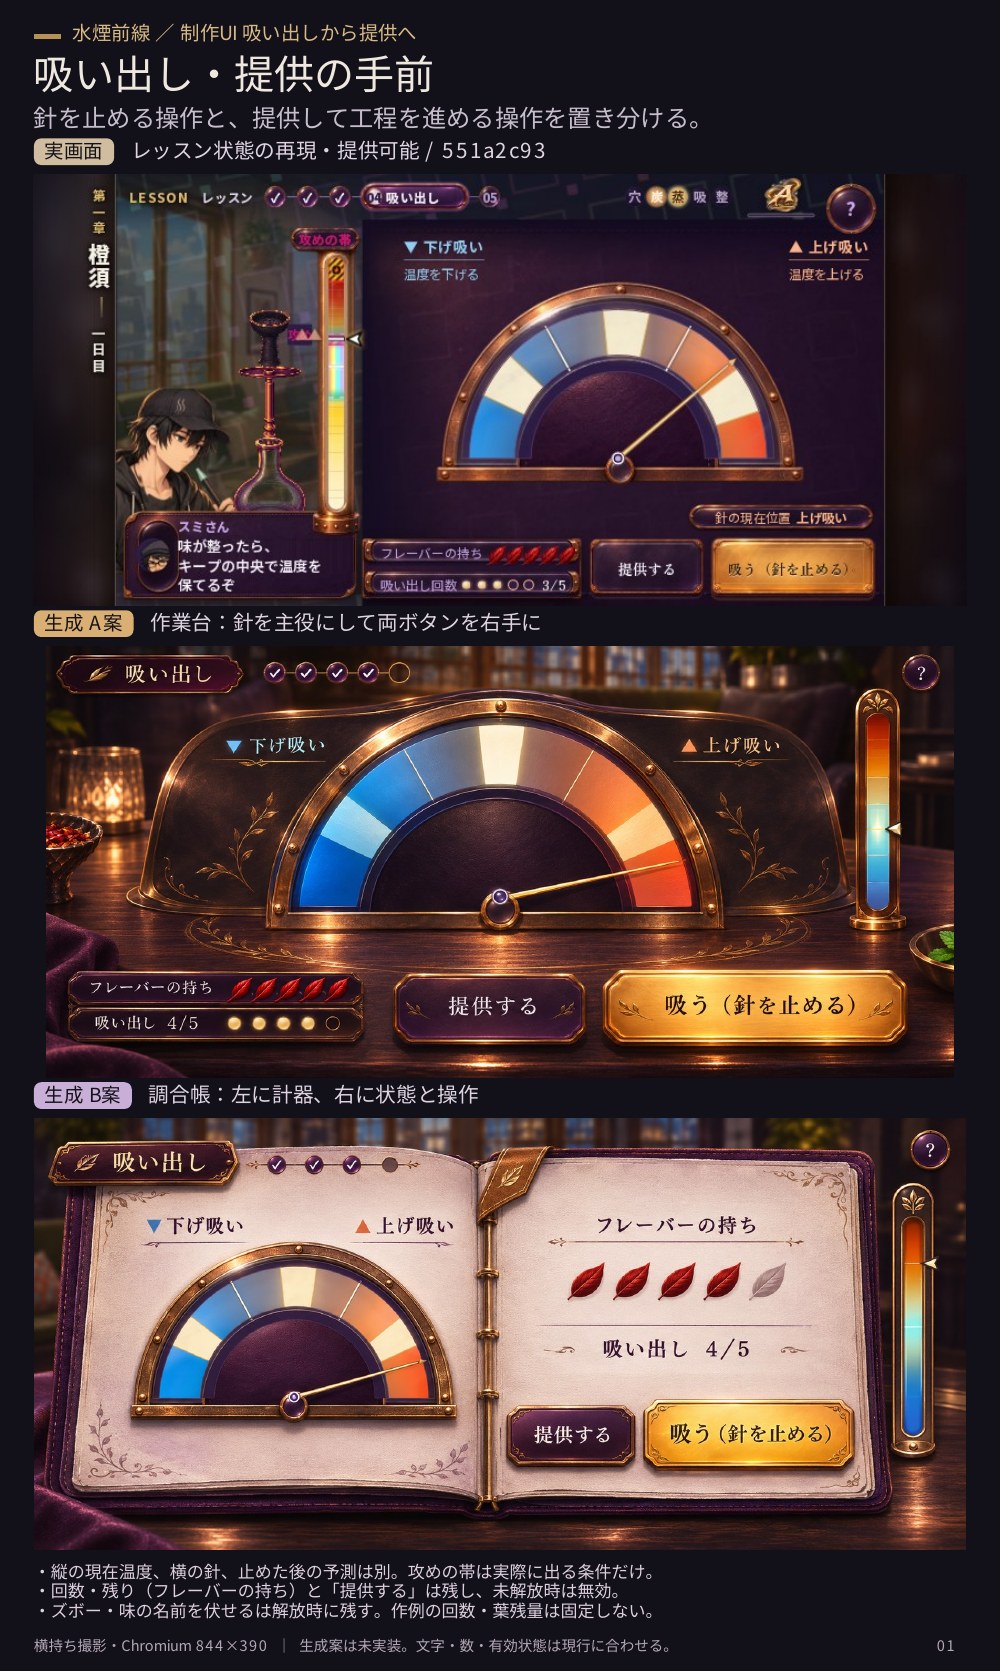 水煙前線 ／ 制作UI 吸い出しから提供へ
吸い出し・提供の手前
針を止める操作と、提供して工程を進める操作を置き分ける。
実画面 レッスン状態の再現・提供可能 / 551a2c93
第一章 橙須 一日目
LESSON レッスン 04 吸い出し 05
穴 炭 蒸 吸 整
A
?
攻めの帯
▼ 下げ吸い
温度を下げる
▲ 上げ吸い
温度を上げる
スミさん
味が整ったら、
キープの中央で温度を
保てるぞ
針の現在位置 上げ吸い
フレーバーの持ち
吸い出し回数 3/5
提供する
吸う（針を止める）
生成 A案 作業台：針を主役にして両ボタンを右手に
吸い出し
?
▼ 下げ吸い
▲ 上げ吸い
フレーバーの持ち
吸い出し 4/5
提供する
吸う（針を止める）
生成 B案 調合帳：左に計器、右に状態と操作
吸い出し
?
▼ 下げ吸い
▲ 上げ吸い
フレーバーの持ち
吸い出し 4/5
提供する
吸う（針を止める）
・縦の現在温度、横の針、止めた後の予測は別。攻めの帯は実際に出る条件だけ。
・回数・残り（フレーバーの持ち）と「提供する」は残し、未解放時は無効。
・ズボー・味の名前を伏せるは解放時に残す。作例の回数・葉残量は固定しない。
横持ち撮影・Chromium 844×390 ｜ 生成案は未実装。文字・数・有効状態は現行に合わせる。
01